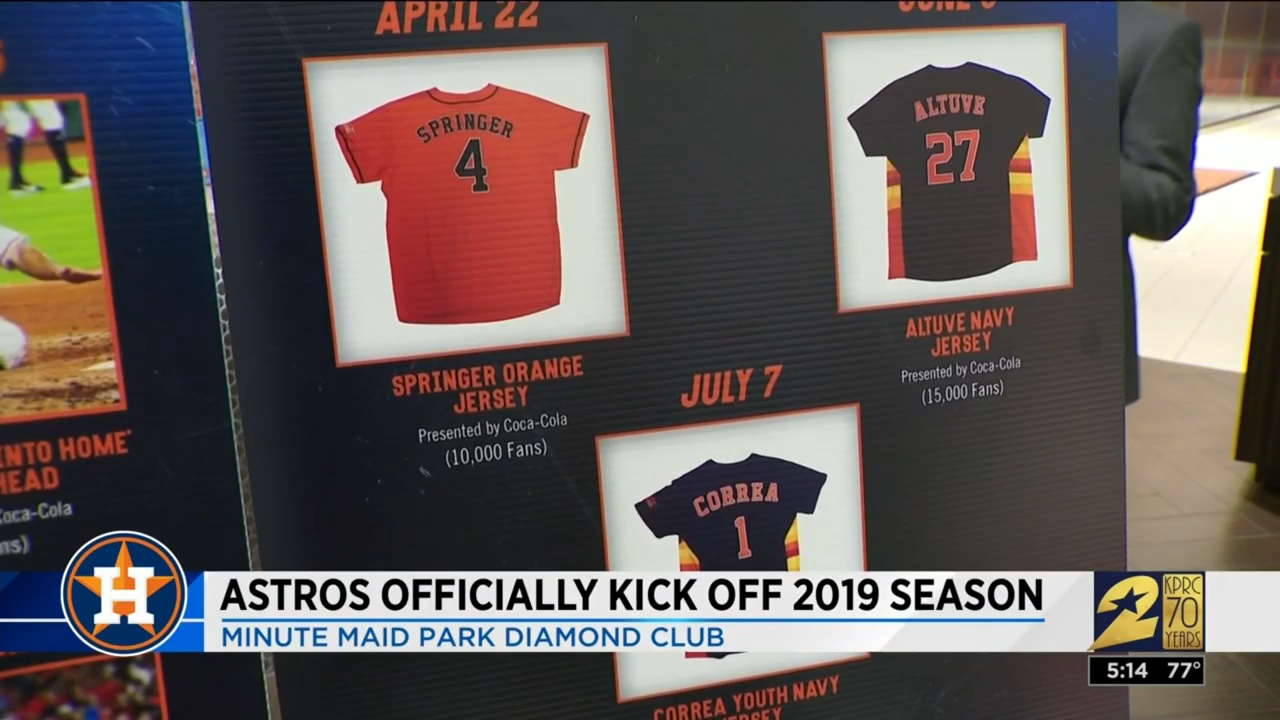 APRIL 22
SPRINGER
4
SPRINGER ORANGE
JERSEY
Presented by Coca-Cola
(10,000 Fans)
ALTUVE
27
ALTUVE NAVY
JERSEY
Presented by Coca-Cola
(15,000 Fans)
JULY 7
CORREA
1
CORREA YOUTH NAVY
JERSEY
INTO HOME
HEAD
Coca-Cola
H
ASTROS OFFICIALLY KICK OFF 2019 SEASON
MINUTE MAID PARK DIAMOND CLUB
2
KPRC
70
YEARS
5:14 77°